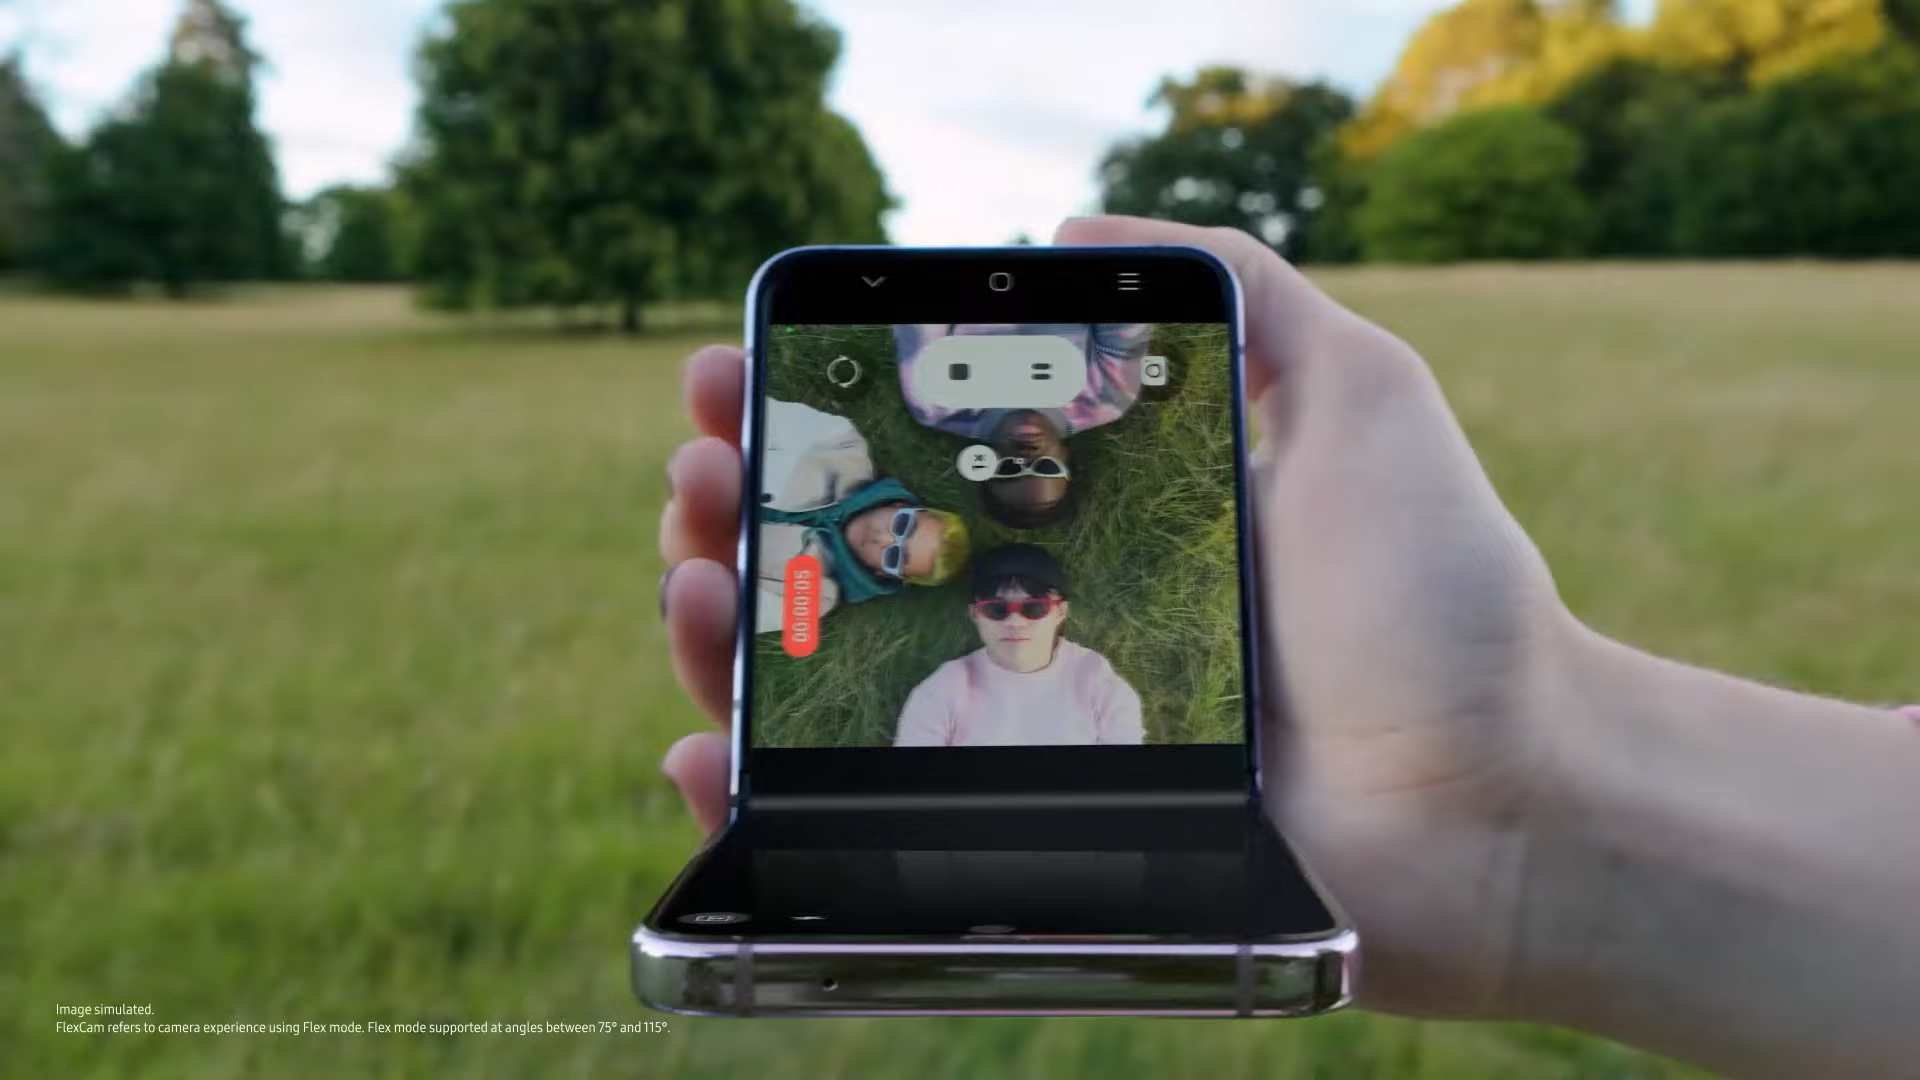 00:00:05
Image simulated.
FlexCam refers to camera experience using Flex mode. Flex mode supported at angles between 75° and 115°.